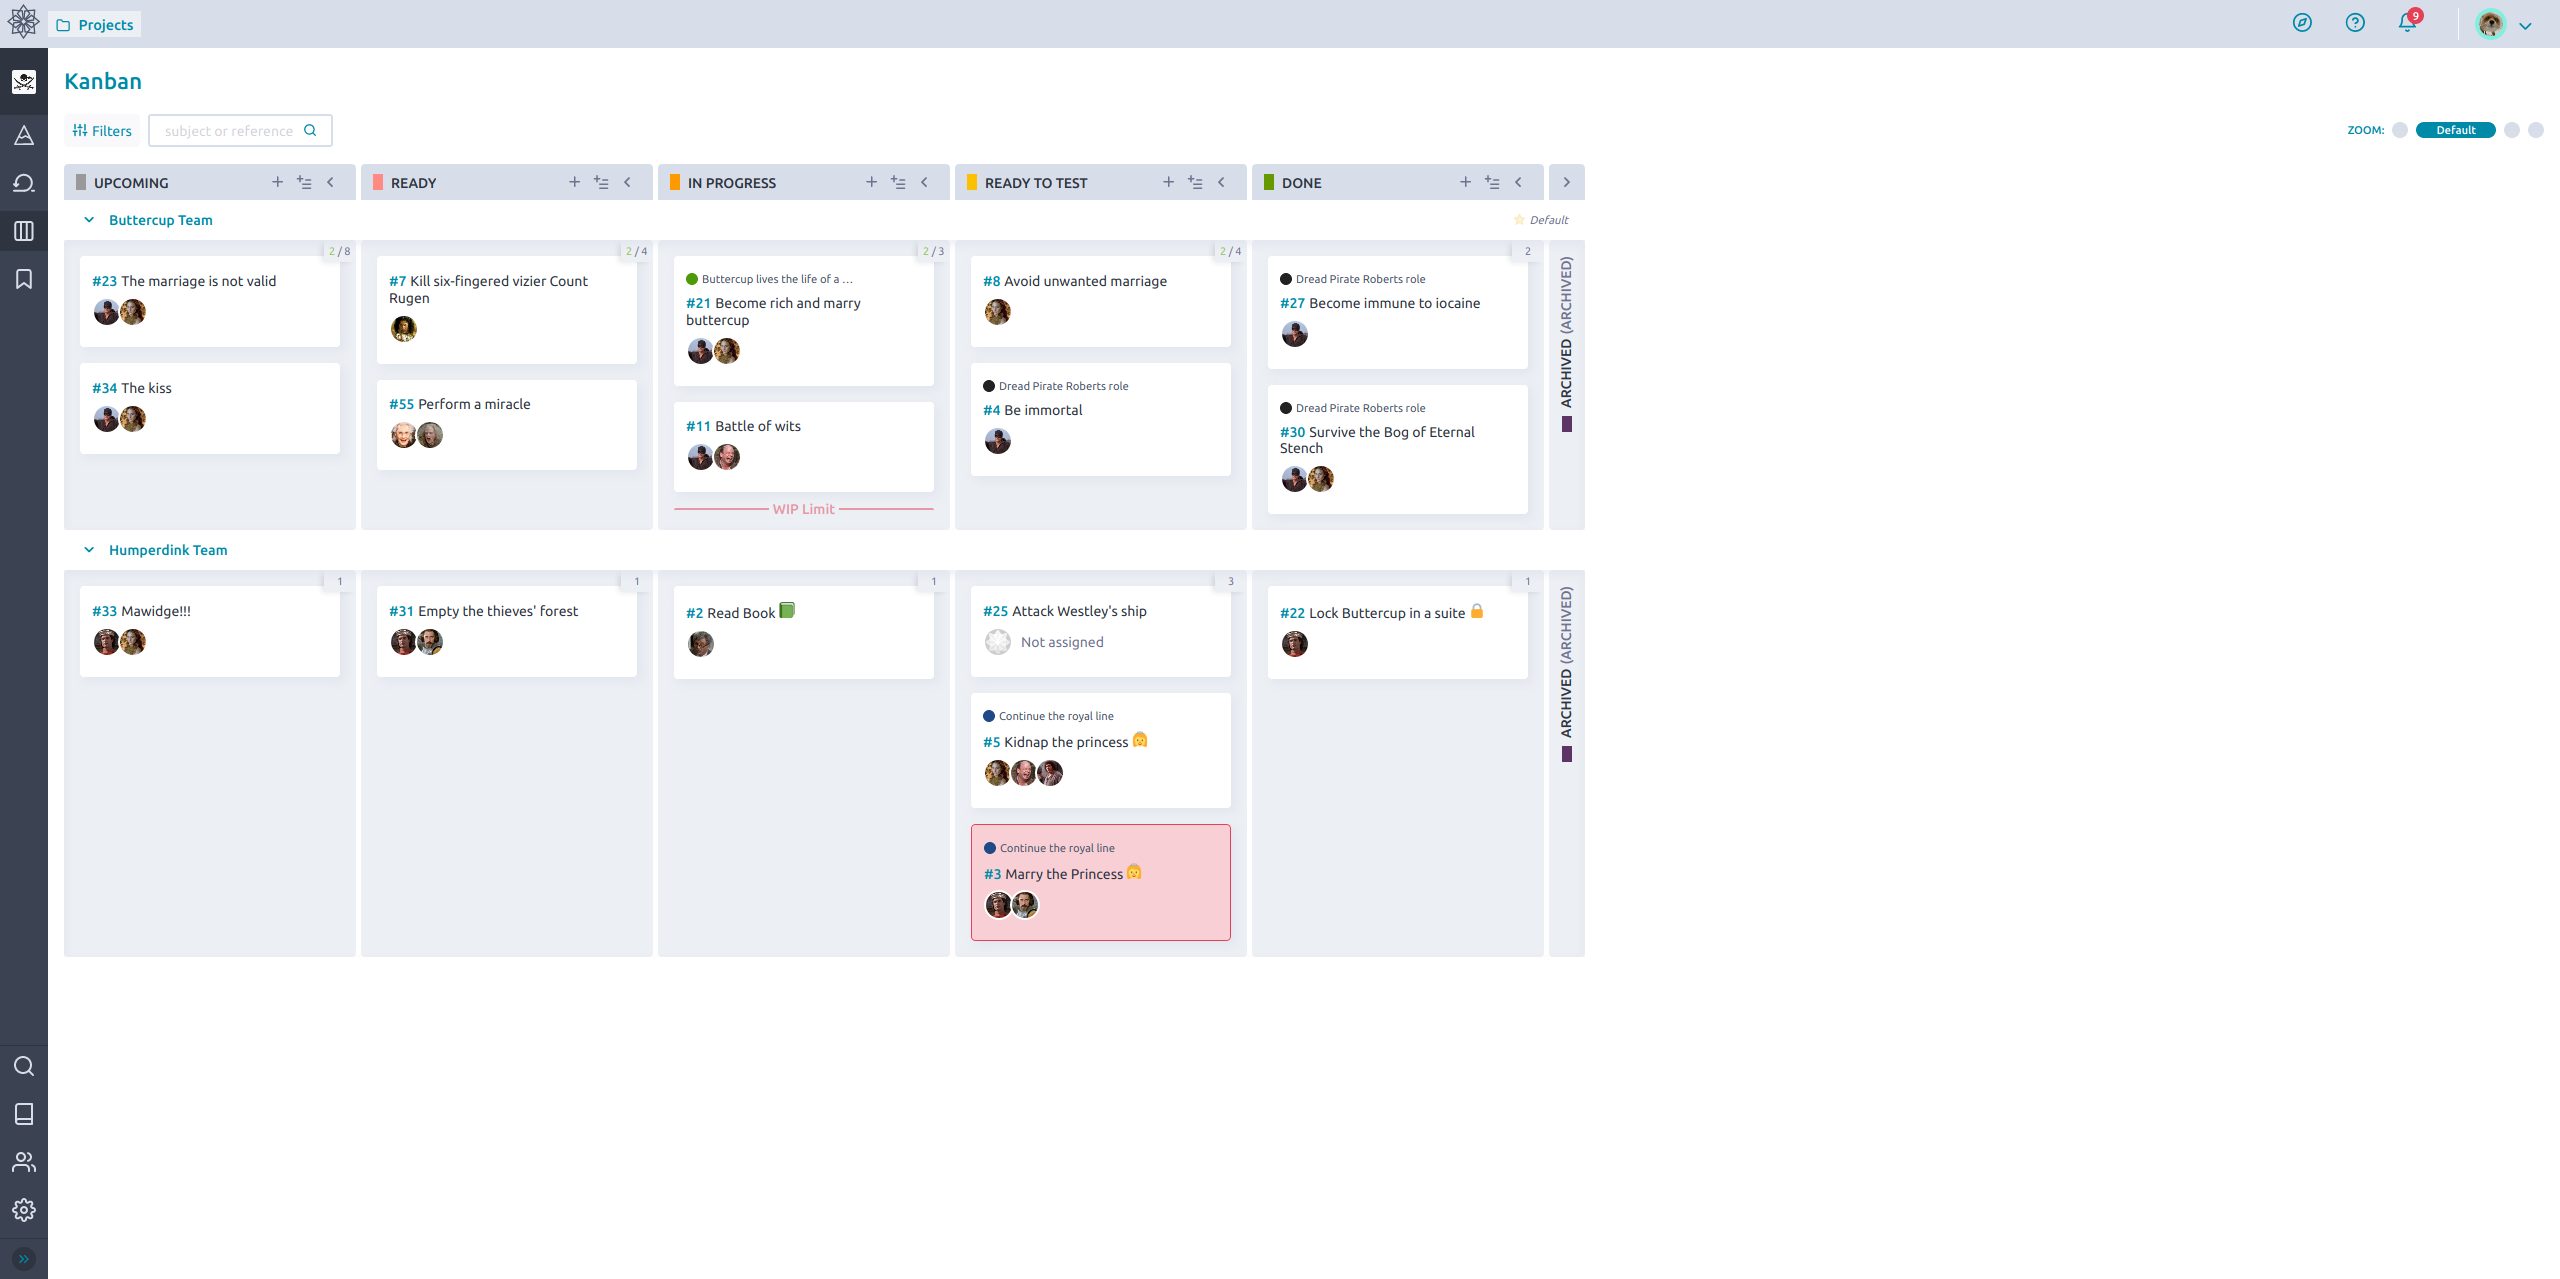 Projects
9
Kanban
Filters
subject or reference
ZOOM:
Default
UPCOMING
READY
IN PROGRESS
READY TO TEST
DONE
Buttercup Team
Default
2 / 8
#23 The marriage is not valid
#34 The kiss
2 / 4
#7 Kill six-fingered vizier Count
Rugen
#55 Perform a miracle
2 / 3
Buttercup lives the life of a ...
#21 Become rich and marry
buttercup
#11 Battle of wits
WIP Limit
2 / 4
#8 Avoid unwanted marriage
Dread Pirate Roberts role
#4 Be immortal
2
Dread Pirate Roberts role
#27 Become immune to iocaine
Dread Pirate Roberts role
#30 Survive the Bog of Eternal
Stench
ARCHIVED (ARCHIVED)
Humperdink Team
1
#33 Mawidge!!!
1
#31 Empty the thieves' forest
1
#2 Read Book
3
#25 Attack Westley's ship
Not assigned
Continue the royal line
#5 Kidnap the princess
Continue the royal line
#3 Marry the Princess
1
#22 Lock Buttercup in a suite
ARCHIVED (ARCHIVED)